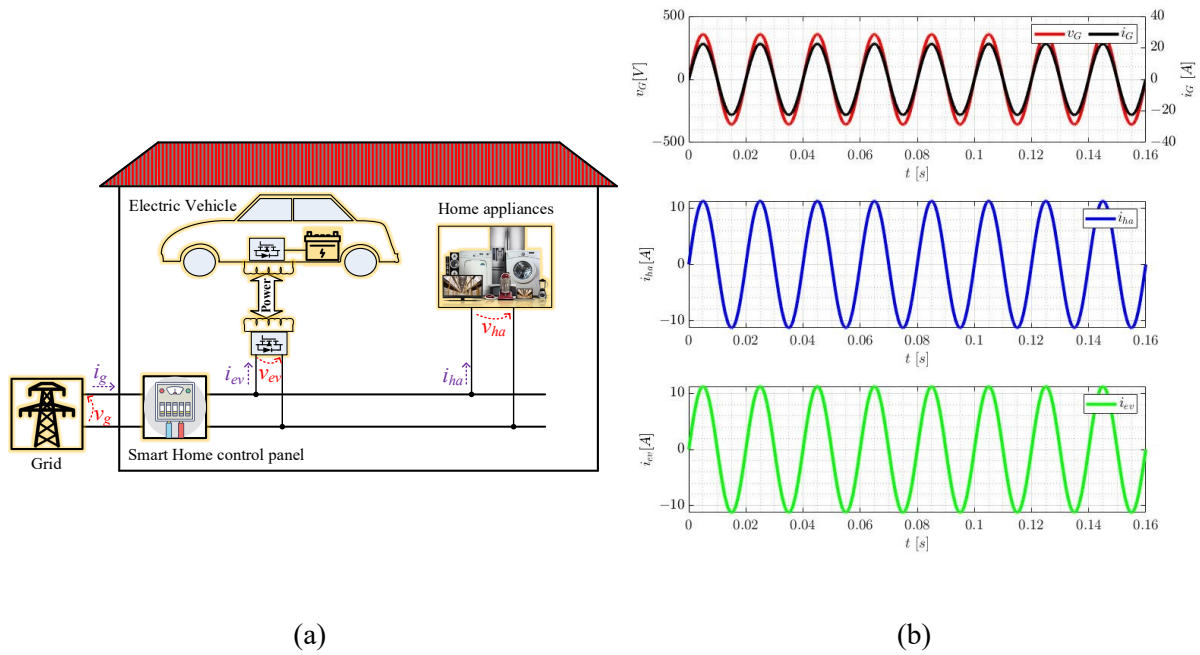 Electric Vehicle
Home appliances
Power
v_ha
i_g
i_ev
v_ev
i_ha
v_g
Grid
Smart Home control panel
(a)
500
0
−500
v_G[V]
v_G
i_G
40
20
0
−20
−40
i_G [A]
0
0.02
0.04
0.06
0.08
0.1
0.12
0.14
0.16
t [s]
10
0
−10
i_ha[A]
i_ha
0
0.02
0.04
0.06
0.08
0.1
0.12
0.14
0.16
t [s]
10
0
−10
i_ev[A]
i_ev
0
0.02
0.04
0.06
0.08
0.1
0.12
0.14
0.16
t [s]
(b)